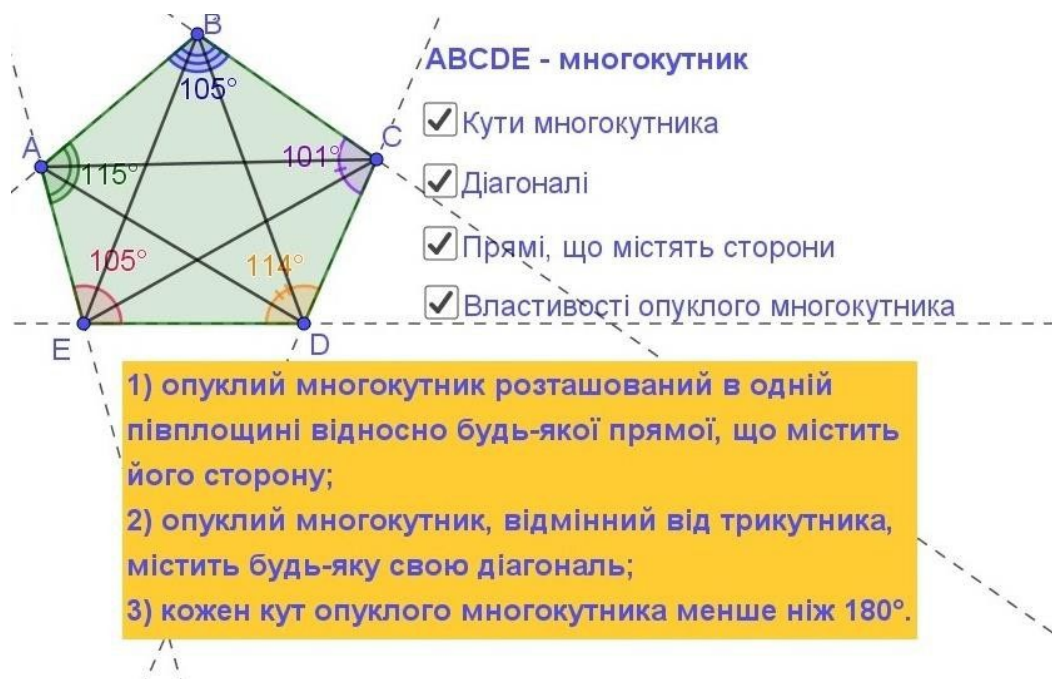 B
105°
ABCDE - многокутник
Кути многокутника
C
A
101°
115°
Діагоналі
Прямі, що містять сторони
105°
114°
Властивості опуклого многокутника
E
D
1) опуклий многокутник розташований в одній
півплощині відносно будь-якої прямої, що містить
його сторону;
2) опуклий многокутник, відмінний від трикутника,
містить будь-яку свою діагональ;
3) кожен кут опуклого многокутника менше ніж 180°.